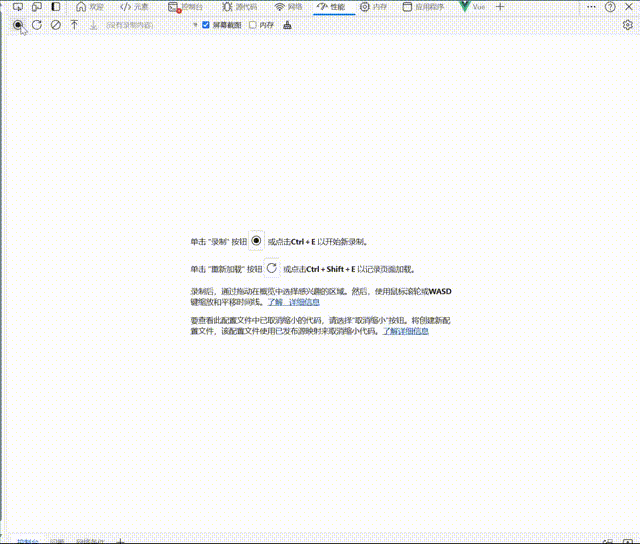 欢迎 元素 控制台 源代码 网络 性能 内存 应用程序 Vue
(没有录制内容) 屏幕截图 内存
单击 "录制" 按钮 或点击Ctrl + E 以开始新录制。
单击 "重新加载" 按钮 或点击Ctrl + Shift + E 以记录页面加载。
录制后，通过拖动在概览中选择感兴趣的区域。然后，使用鼠标滚轮或WASD
键缩放和平移时间线。了解 详细信息
要查看此配置文件中已取消缩小的代码，请选择"取消缩小"按钮。将创建新配
置文件，该配置文件使用已发布源映射来取消缩小代码。了解详细信息
控制台 问题 网络条件